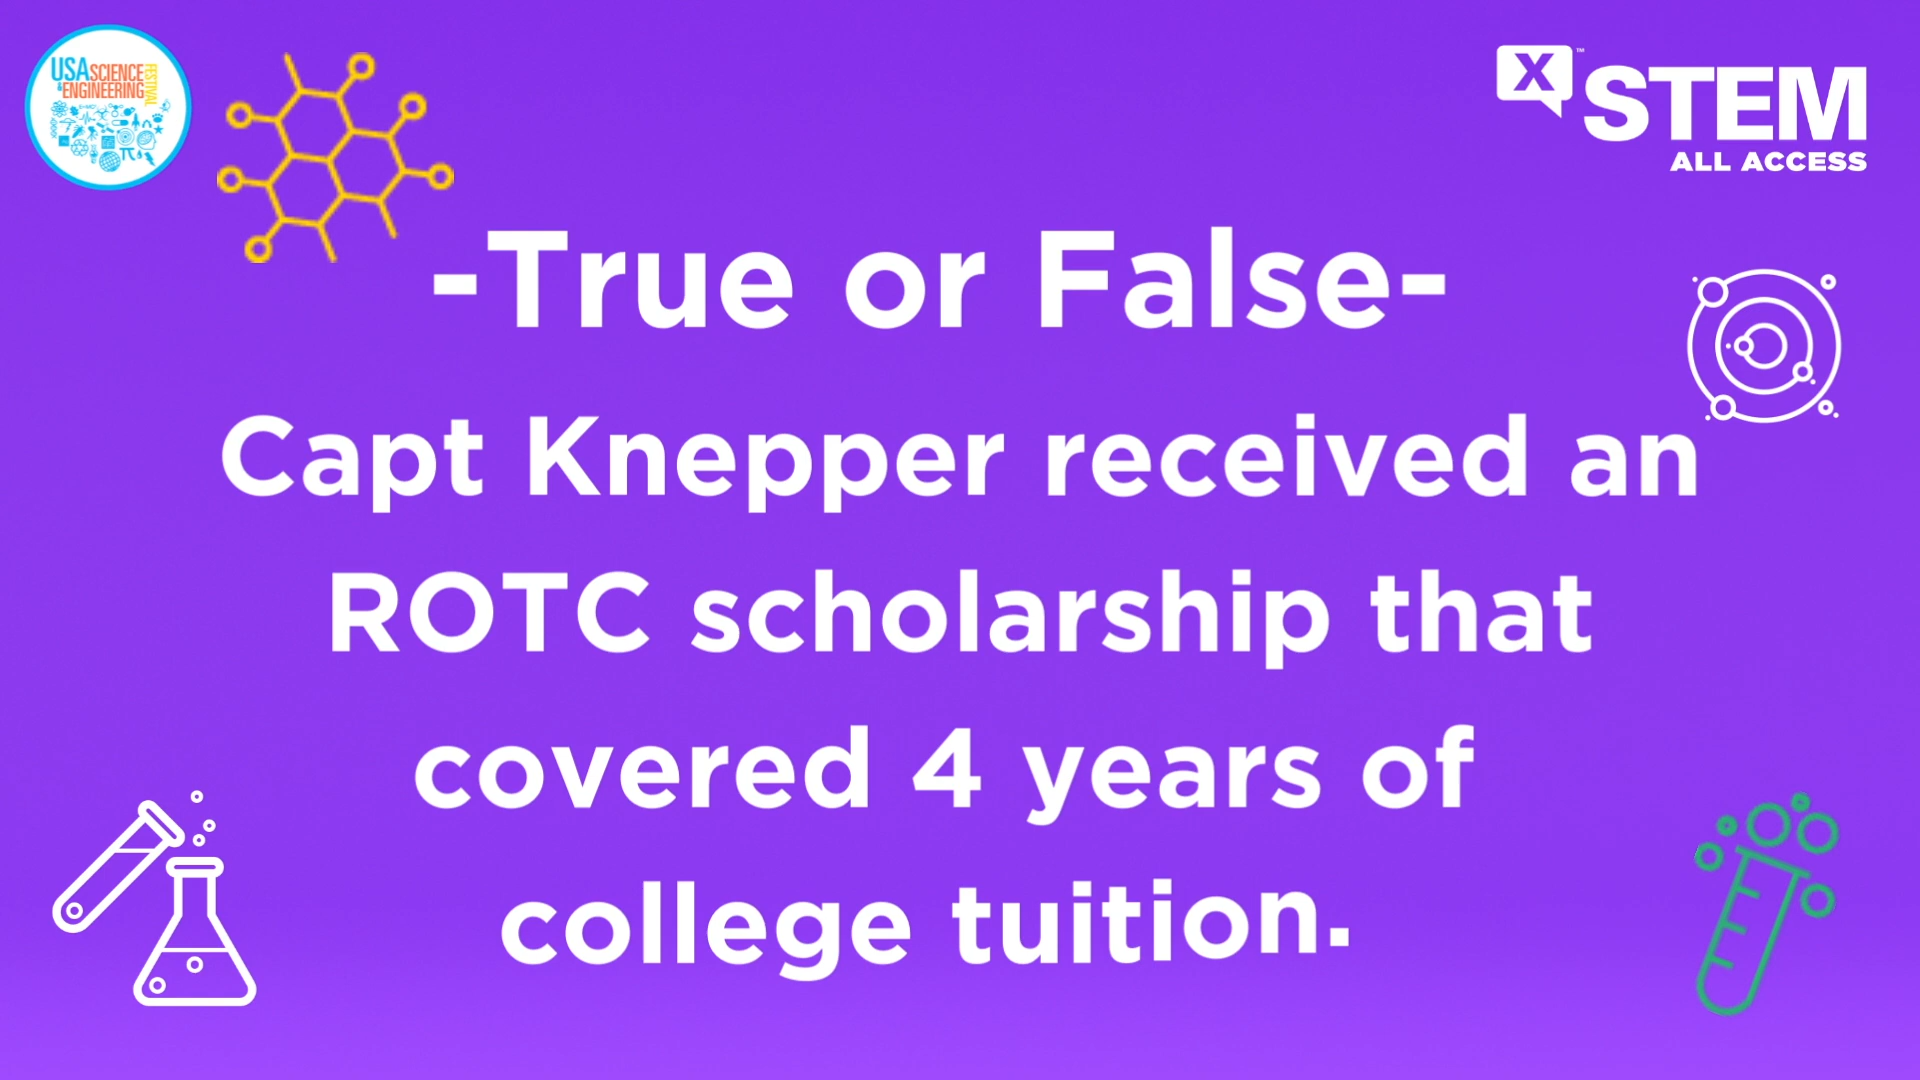 USA SCIENCE
& ENGINEERING
FESTIVAL
X™
STEM
ALL ACCESS
-True or False-
Capt Knepper received an
ROTC scholarship that
covered 4 years of
college tuition.